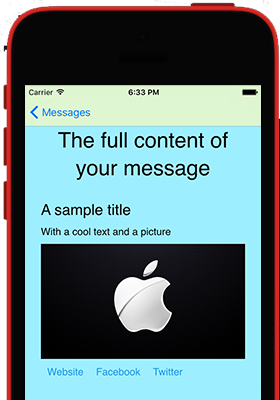 Carrier 6:33 PM
Messages
The full content of
your message
A sample title
With a cool text and a picture
Website Facebook Twitter